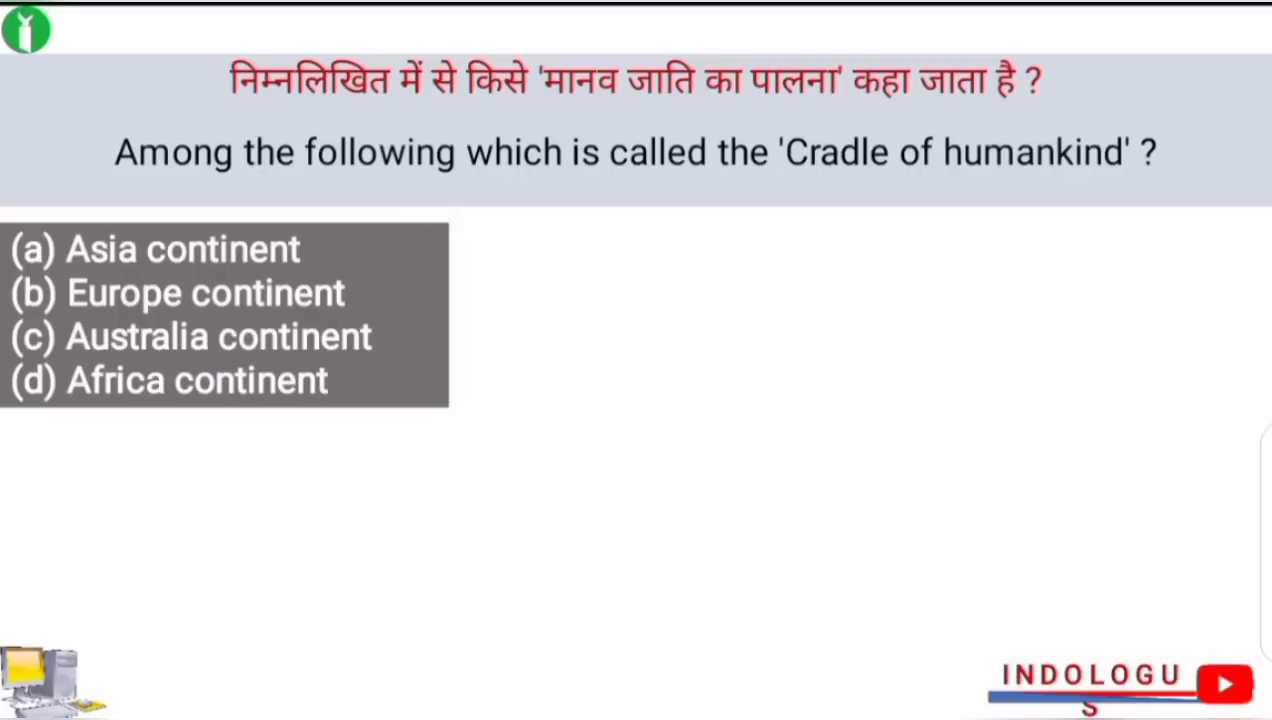 निम्नलिखित में से किसे 'मानव जाति का पालना' कहा जाता है ?
Among the following which is called the 'Cradle of humankind' ?
(a) Asia continent
(b) Europe continent
(c) Australia continent
(d) Africa continent
INDOLOGU
S